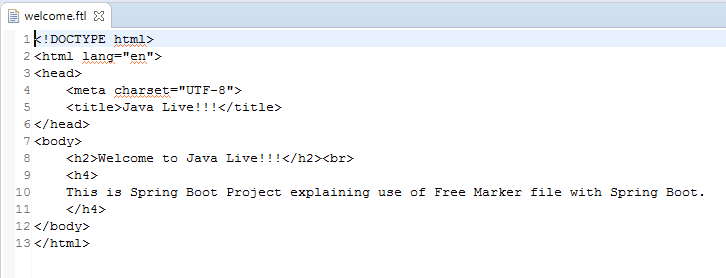 welcome.ftl
1 <!DOCTYPE html>
2 <html lang="en">
3 <head>
4     <meta charset="UTF-8">
5     <title>Java Live!!!</title>
6 </head>
7 <body>
8     <h2>Welcome to Java Live!!!</h2><br>
9     <h4>
10     This is Spring Boot Project explaining use of Free Marker file with Spring Boot.
11     </h4>
12 </body>
13 </html>